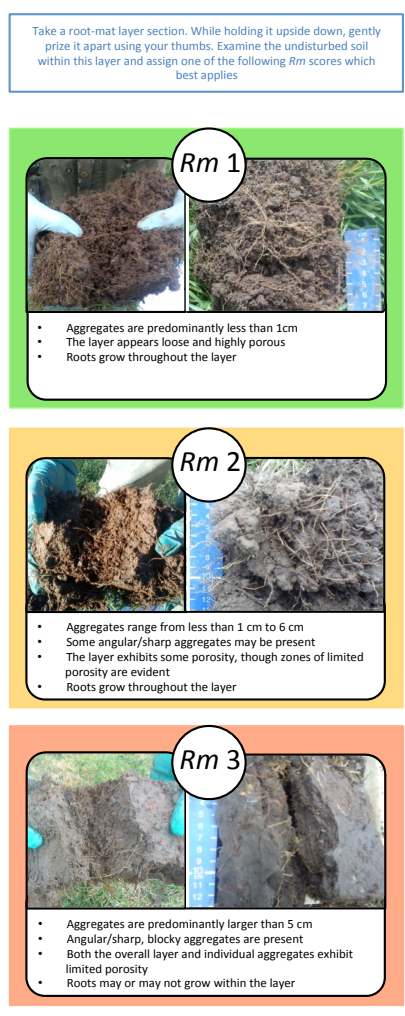 Take a root-mat layer section. While holding it upside down, gently
prize it apart using your thumbs. Examine the undisturbed soil
within this layer and assign one of the following Rm scores which
best applies
Rm 1
• Aggregates are predominantly less than 1cm
• The layer appears loose and highly porous
• Roots grow throughout the layer
Rm 2
• Aggregates range from less than 1 cm to 6 cm
• Some angular/sharp aggregates may be present
• The layer exhibits some porosity, though zones of limited
porosity are evident
• Roots grow throughout the layer
Rm 3
• Aggregates are predominantly larger than 5 cm
• Angular/sharp, blocky aggregates are present
• Both the overall layer and individual aggregates exhibit
limited porosity
• Roots may or may not grow within the layer